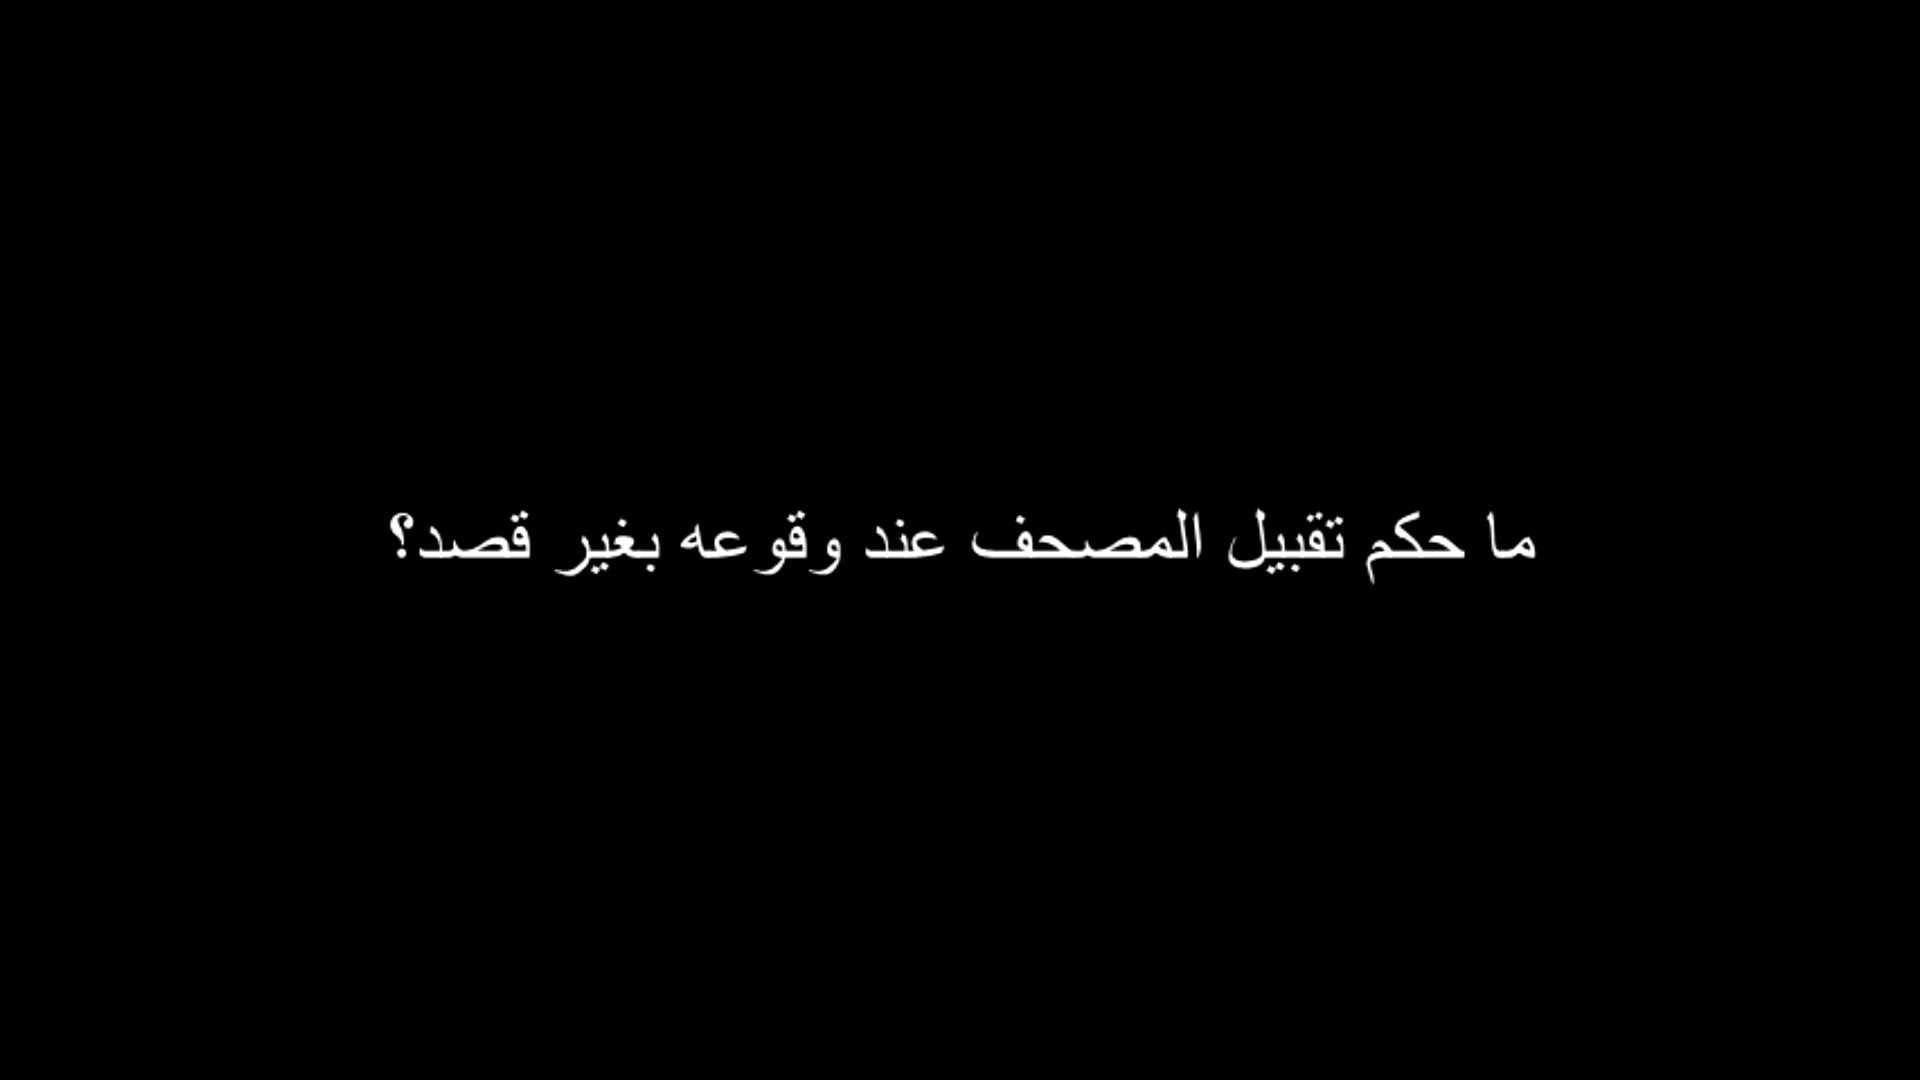 ما حكم تقبيل المصحف عند وقوعه بغير قصد؟